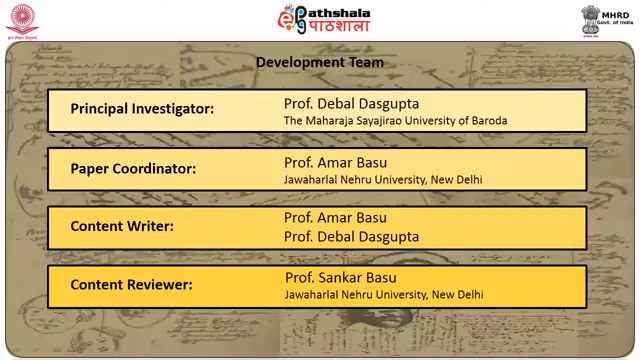 Pathshala
पाठशाला
MHRD
Govt. of India
Development Team
Principal Investigator:
Prof. Debal Dasgupta
The Maharaja Sayajirao University of Baroda
Paper Coordinator:
Prof. Amar Basu
Jawaharlal Nehru University, New Delhi
Content Writer:
Prof. Amar Basu
Prof. Debal Dasgupta
Content Reviewer:
Prof. Sankar Basu
Jawaharlal Nehru University, New Delhi